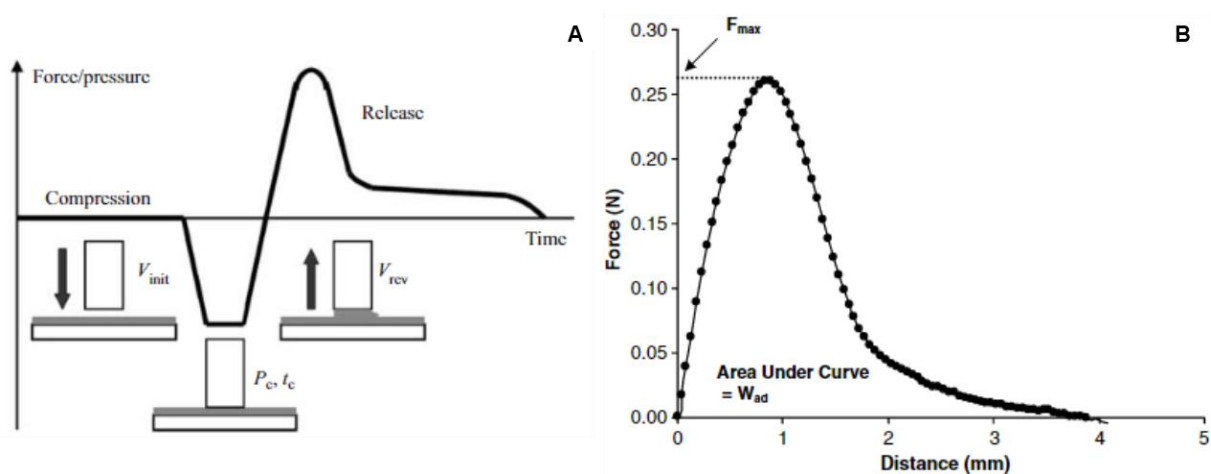 A
Force/pressure
Release
Compression
Time
V_init
V_rev
P_c, t_c
B
F_max
0.30
0.25
0.20
0.15
0.10
0.05
0.00
Force (N)
Area Under Curve
= W_ad
0 1 2 3 4 5
Distance (mm)